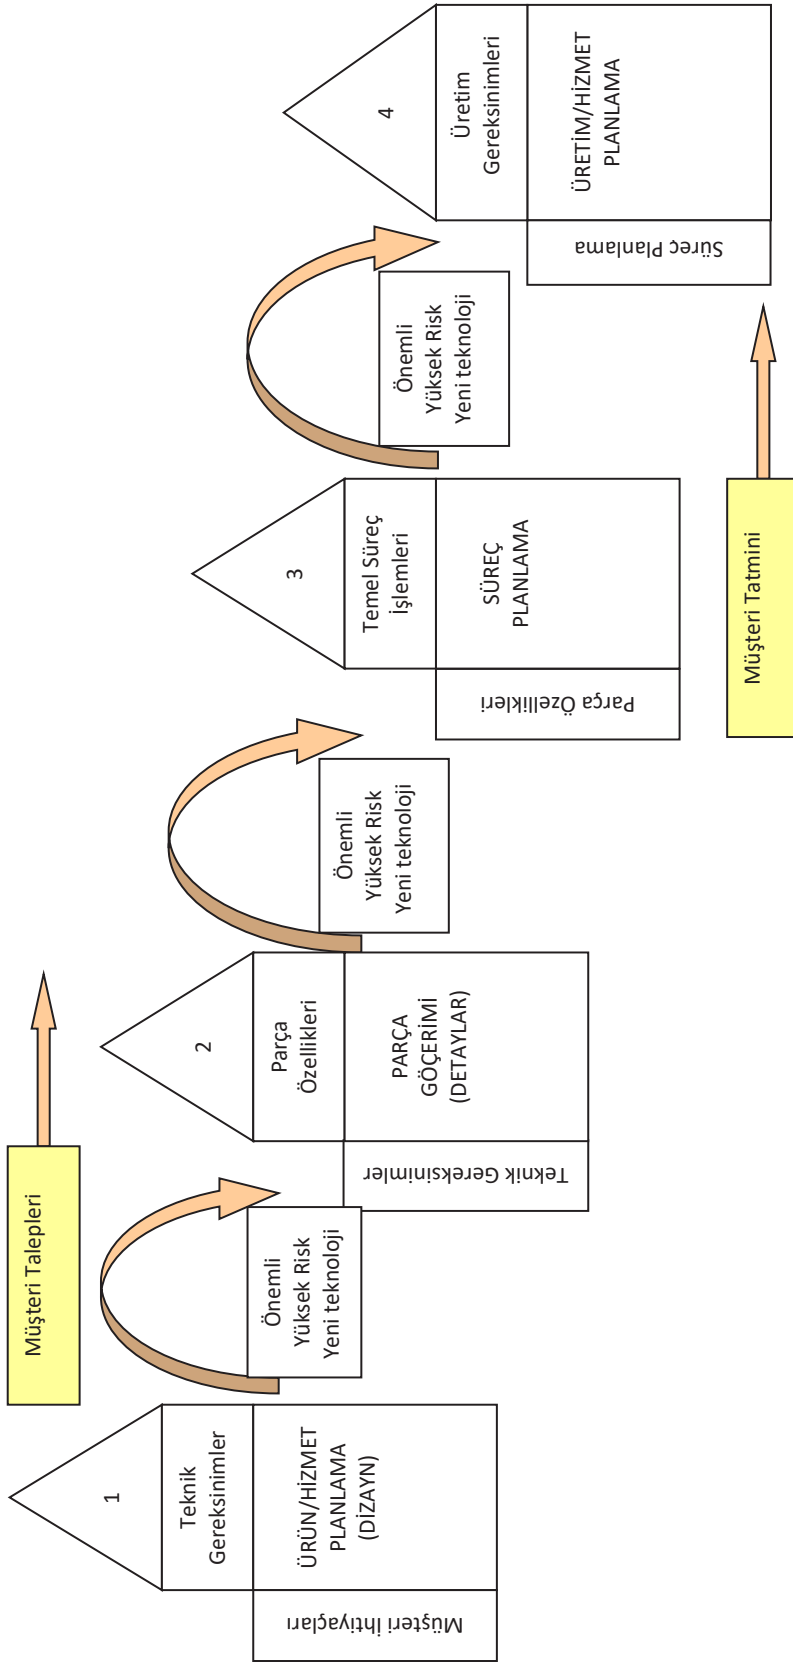 Müşteri Talepleri
1
Teknik
Gereksinimler
ÜRÜN/HİZMET
PLANLAMA
(DİZAYN)
Müşteri İhtiyaçları
Önemli
Yüksek Risk
Yeni teknoloji
2
Parça
Özellikleri
PARÇA
GÖÇERİMİ
(DETAYLAR)
Teknik Gereksinimler
Önemli
Yüksek Risk
Yeni teknoloji
3
Temel Süreç
İşlemleri
SÜREÇ
PLANLAMA
Parça Özellikleri
Önemli
Yüksek Risk
Yeni teknoloji
4
Üretim
Gereksinimleri
ÜRETİM/HİZMET
PLANLAMA
Süreç Planlama
Müşteri Tatmini